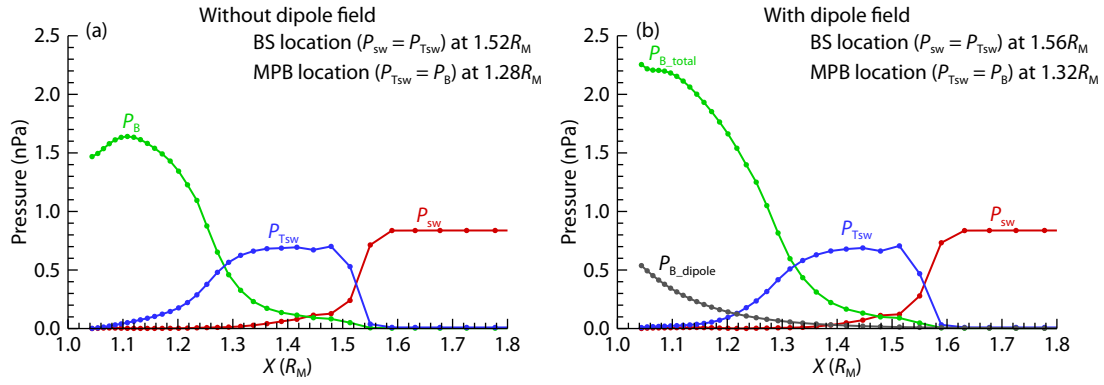 Without dipole field
(a)
BS location (P_sw = P_Tsw) at 1.52R_M
MPB location (P_Tsw = P_B) at 1.28R_M
P_B
P_Tsw
P_sw
Pressure (nPa)
2.5
2.0
1.5
1.0
0.5
0.0
1.0 1.1 1.2 1.3 1.4 1.5 1.6 1.7 1.8
X (R_M)
With dipole field
(b)
BS location (P_sw = P_Tsw) at 1.56R_M
MPB location (P_Tsw = P_B) at 1.32R_M
P_B_total
P_Tsw
P_sw
P_B_dipole
Pressure (nPa)
2.5
2.0
1.5
1.0
0.5
0.0
1.0 1.1 1.2 1.3 1.4 1.5 1.6 1.7 1.8
X (R_M)